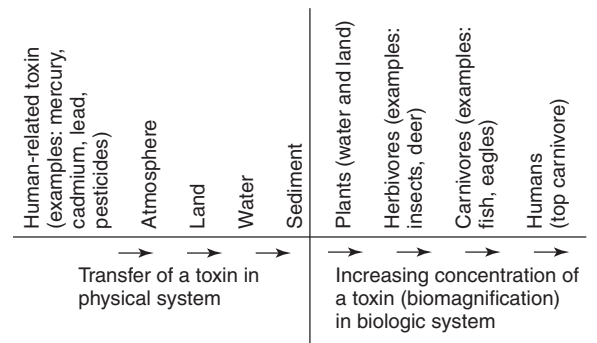 Human-related toxin
(examples: mercury,
cadmium, lead,
pesticides)
Atmosphere
Land
Water
Sediment
Plants (water and land)
Herbivores (examples:
insects, deer)
Carnivores (examples:
fish, eagles)
Humans
(top carnivore)
Transfer of a toxin in
physical system
Increasing concentration of
a toxin (biomagnification)
in biologic system